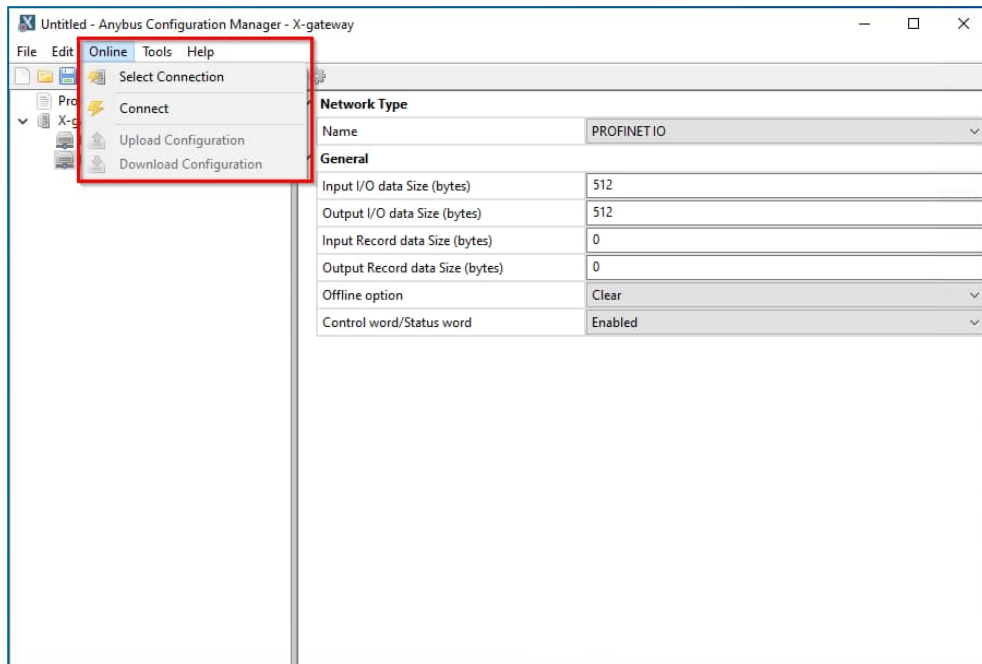 Untitled - Anybus Configuration Manager - X-gateway
File Edit Online Tools Help
Select Connection
Pro
Connect
X-g
Upload Configuration
Download Configuration
Network Type
Name PROFINET IO
General
Input I/O data Size (bytes) 512
Output I/O data Size (bytes) 512
Input Record data Size (bytes) 0
Output Record data Size (bytes) 0
Offline option Clear
Control word/Status word Enabled